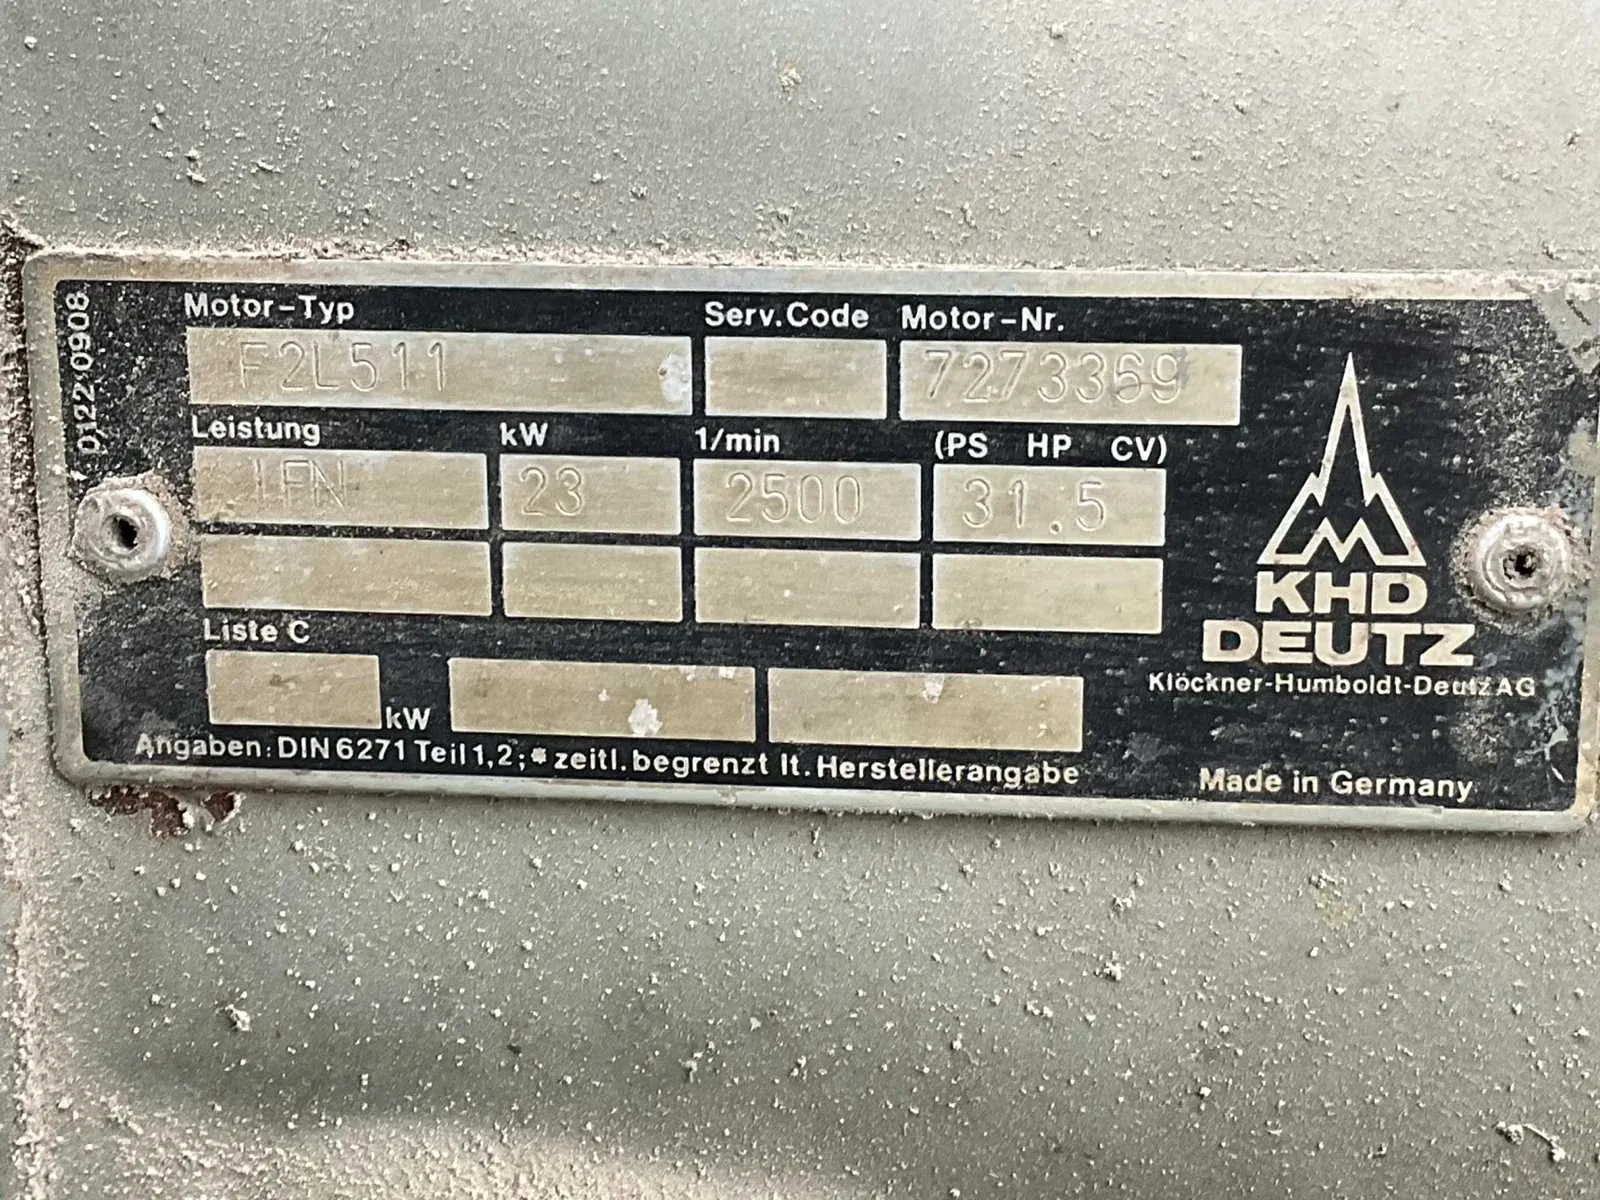 0122 0908
Motor-Typ Serv.Code Motor-Nr.
F2L511 7273369
Leistung kW 1/min (PS HP CV)
IFN 23 2500 31.5
Liste C
kW
Angaben: DIN 6271 Teil 1,2; * zeitl. begrenzt lt. Herstellerangabe
KHD
DEUTZ
Klöckner-Humboldt-Deutz AG
Made in Germany